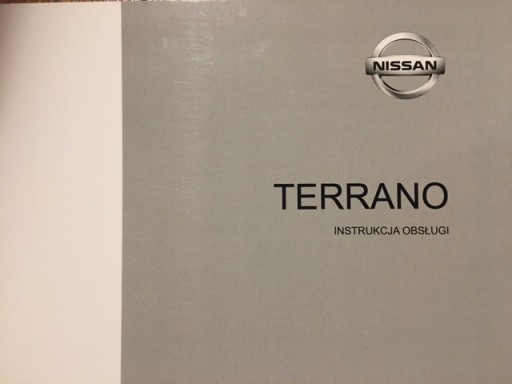 NISSAN
TERRANO
INSTRUKCJA OBSŁUGI